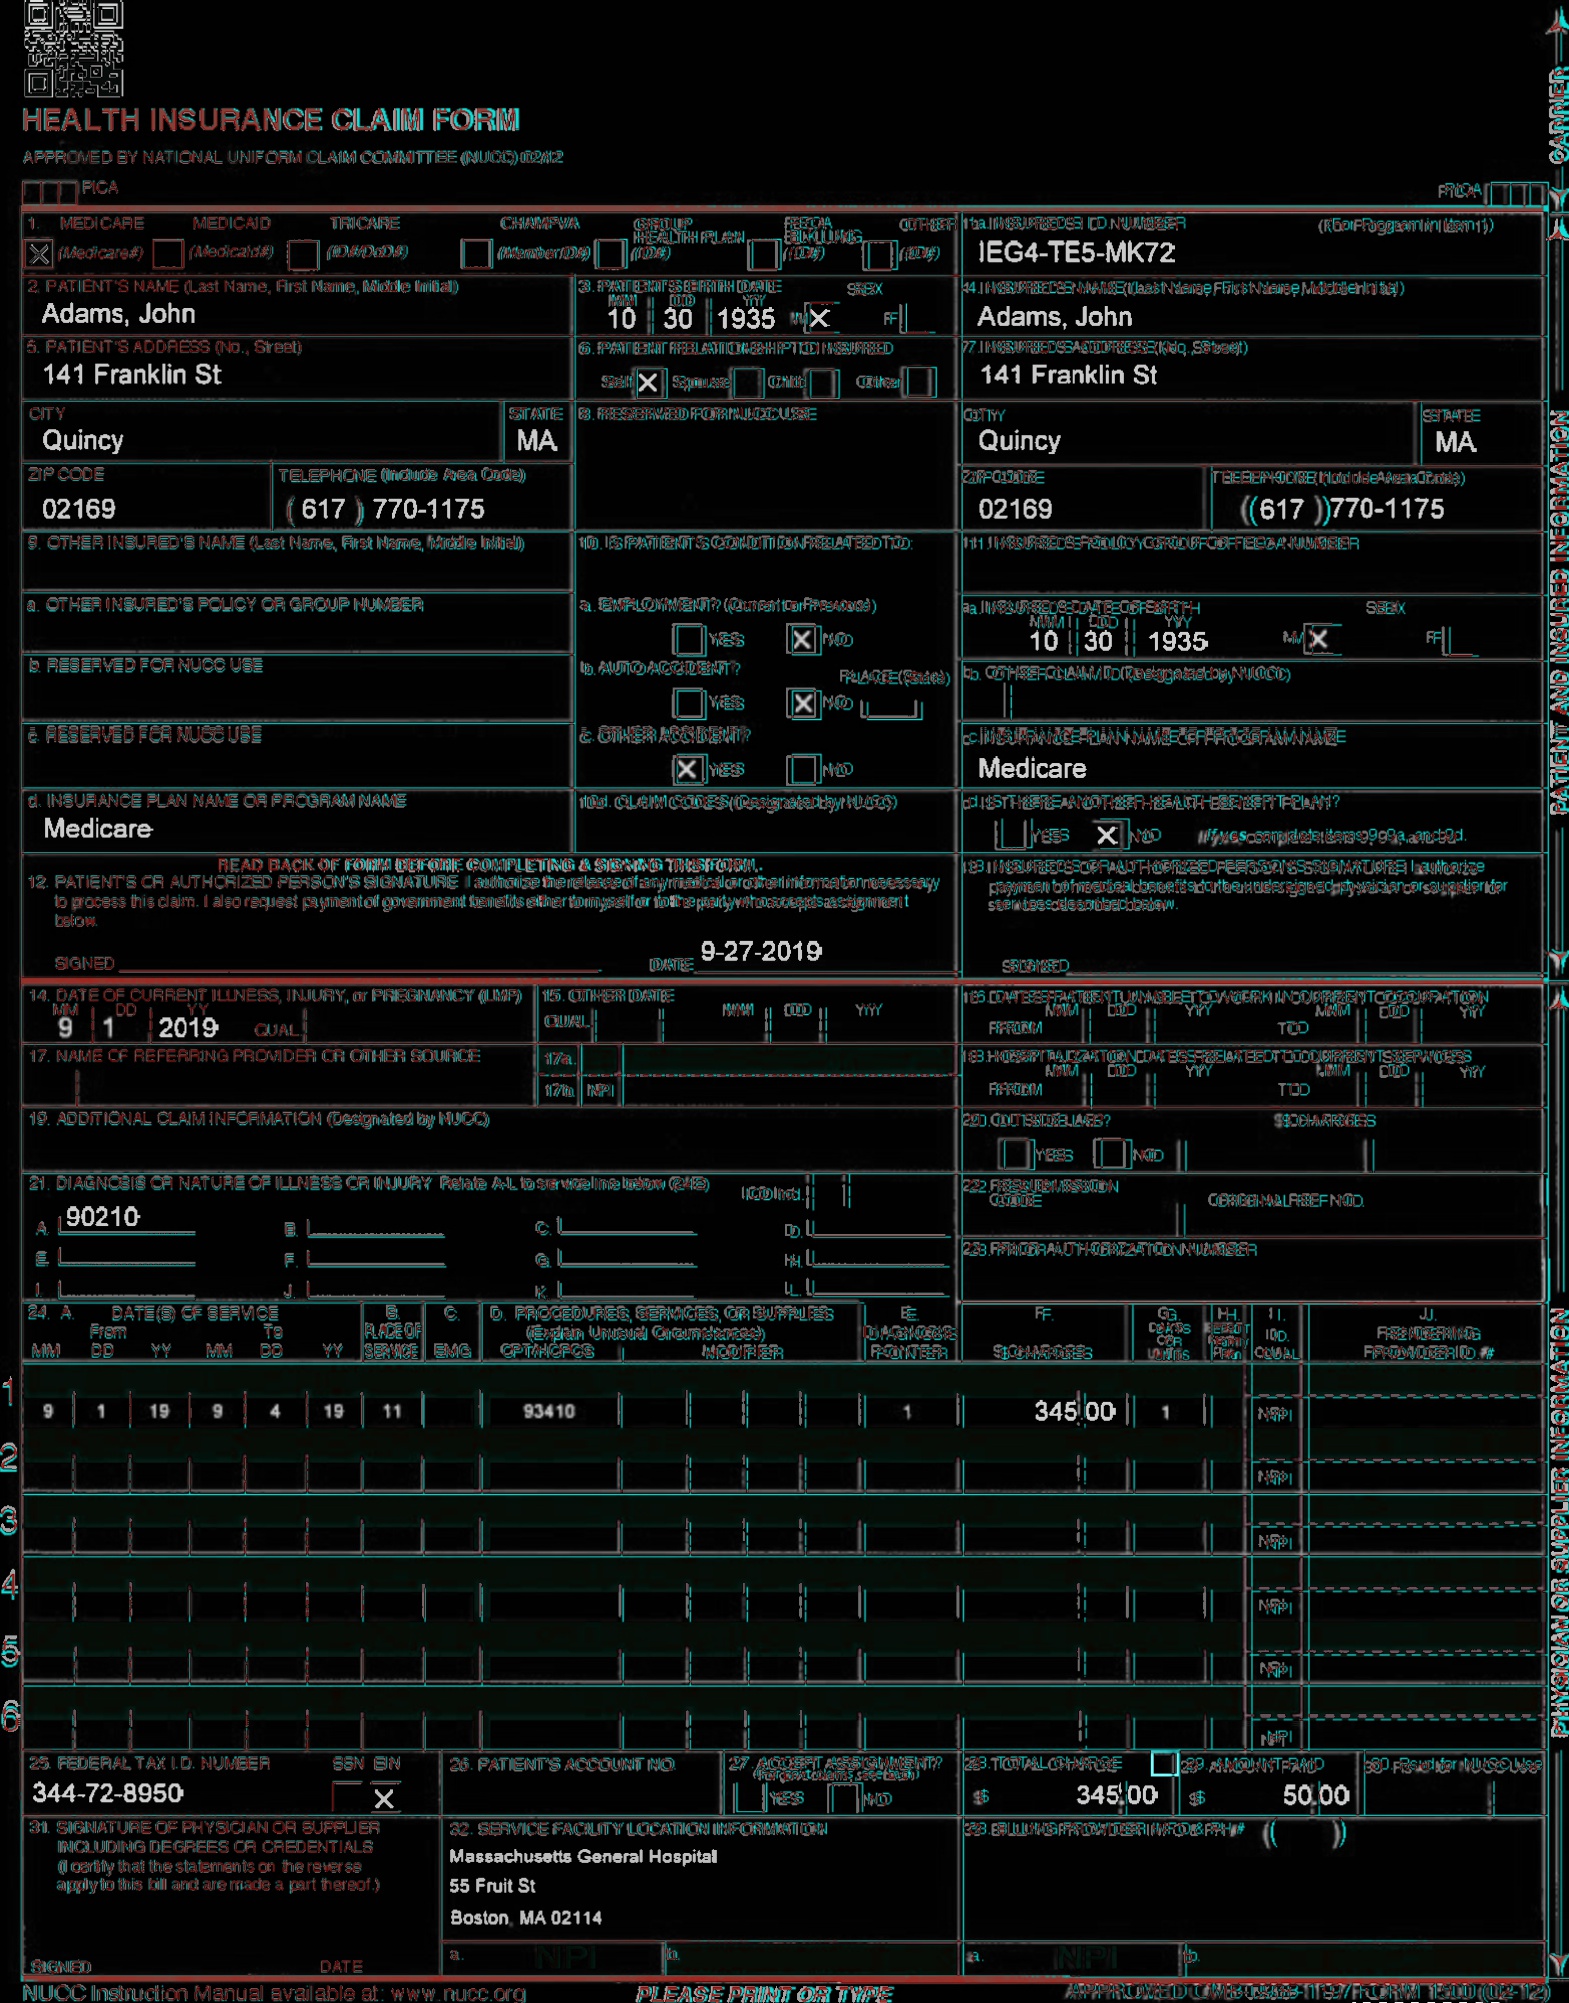 HEALTH INSURANCE CLAIM FORM
APPROVED BY NATIONAL UNIFORM CLAIM COMMITTEE (NUCC) 02/12
PICA
PICA
CARRIER
1. MEDICARE MEDICAID TRICARE CHAMPVA GROUP HEALTH PLAN FECA BLK LUNG OTHER
(Medicare#) (Medicaid#) (ID#/DoD#) (Member ID#) (ID#) (ID#) (ID#)
1a. INSURED'S I.D. NUMBER (For Program in Item 1)
IEG4-TE5-MK72
2. PATIENT'S NAME (Last Name, First Name, Middle Initial)
Adams, John
3. PATIENT'S BIRTH DATE SEX
MM DD YY
10 30 1935 M X F
4. INSURED'S NAME (Last Name, First Name, Middle Initial)
Adams, John
5. PATIENT'S ADDRESS (No., Street)
141 Franklin St
6. PATIENT RELATIONSHIP TO INSURED
Self X Spouse Child Other
7. INSURED'S ADDRESS (No., Street)
141 Franklin St
CITY
Quincy
STATE
MA
8. RESERVED FOR NUCC USE
CITY
Quincy
STATE
MA
ZIP CODE
02169
TELEPHONE (Include Area Code)
( 617 ) 770-1175
ZIP CODE
02169
TELEPHONE (Include Area Code)
( 617 ) 770-1175
9. OTHER INSURED'S NAME (Last Name, First Name, Middle Initial)
10. IS PATIENT'S CONDITION RELATED TO:
11. INSURED'S POLICY GROUP OR FECA NUMBER
a. OTHER INSURED'S POLICY OR GROUP NUMBER
a. EMPLOYMENT? (Current or Previous)
YES X NO
a. INSURED'S DATE OF BIRTH SEX
MM DD YY
10 30 1935 M X F
b. RESERVED FOR NUCC USE
b. AUTO ACCIDENT? PLACE (State)
YES X NO
b. OTHER CLAIM ID (Designated by NUCC)
c. RESERVED FOR NUCC USE
c. OTHER ACCIDENT?
X YES NO
c. INSURANCE PLAN NAME OR PROGRAM NAME
Medicare
d. INSURANCE PLAN NAME OR PROGRAM NAME
Medicare
10d. CLAIM CODES (Designated by NUCC)
d. IS THERE ANOTHER HEALTH BENEFIT PLAN?
YES X NO If yes, complete items 9, 9a, and 9d.
READ BACK OF FORM BEFORE COMPLETING & SIGNING THIS FORM.
12. PATIENT'S OR AUTHORIZED PERSON'S SIGNATURE I authorize the release of any medical or other information necessary
to process this claim. I also request payment of government benefits either to myself or to the party who accepts assignment
below.
SIGNED DATE 9-27-2019
13. INSURED'S OR AUTHORIZED PERSON'S SIGNATURE I authorize
payment of medical benefits to the undersigned physician or supplier for
services described below.
SIGNED
PATIENT AND INSURED INFORMATION
14. DATE OF CURRENT ILLNESS, INJURY, or PREGNANCY (LMP)
MM DD YY
9 1 2019 QUAL.
15. OTHER DATE
QUAL. MM DD YY
16. DATES PATIENT UNABLE TO WORK IN CURRENT OCCUPATION
MM DD YY MM DD YY
FROM TO
17. NAME OF REFERRING PROVIDER OR OTHER SOURCE
17a.
17b. NPI
18. HOSPITALIZATION DATES RELATED TO CURRENT SERVICES
MM DD YY MM DD YY
FROM TO
19. ADDITIONAL CLAIM INFORMATION (Designated by NUCC)
20. OUTSIDE LAB? $ CHARGES
YES NO
21. DIAGNOSIS OR NATURE OF ILLNESS OR INJURY Relate A-L to service line below (24E) ICD Ind.
A. 90210 B. C. D.
E. F. G. H.
I. J. K. L.
22. RESUBMISSION CODE ORIGINAL REF. NO.
23. PRIOR AUTHORIZATION NUMBER
24. A. DATE(S) OF SERVICE B. C. D. PROCEDURES, SERVICES, OR SUPPLIES E. F. G. H. I. J.
From To PLACE OF (Explain Unusual Circumstances) DIAGNOSIS DAYS OR EPSDT Family ID. RENDERING
MM DD YY MM DD YY SERVICE EMG CPT/HCPCS MODIFIER POINTER $ CHARGES UNITS Plan QUAL. PROVIDER ID. #
1 9 1 19 9 4 19 11 93410 1 345 00 1 NPI
2 NPI
3 NPI
4 NPI
5 NPI
6 NPI
PHYSICIAN OR SUPPLIER INFORMATION
25. FEDERAL TAX I.D. NUMBER SSN EIN
344-72-8950 X
26. PATIENT'S ACCOUNT NO.
27. ACCEPT ASSIGNMENT?
(For govt. claims, see back)
YES NO
28. TOTAL CHARGE
$ 345 00
29. AMOUNT PAID
$ 50 00
30. Rsvd for NUCC Use
31. SIGNATURE OF PHYSICIAN OR SUPPLIER
INCLUDING DEGREES OR CREDENTIALS
(I certify that the statements on the reverse
apply to this bill and are made a part thereof.)
SIGNED DATE
32. SERVICE FACILITY LOCATION INFORMATION
Massachusetts General Hospital
55 Fruit St
Boston, MA 02114
a. NPI b.
33. BILLING PROVIDER INFO & PH # ( )
a. NPI b.
NUCC Instruction Manual available at: www.nucc.org
PLEASE PRINT OR TYPE
APPROVED OMB-0938-1197 FORM 1500 (02-12)